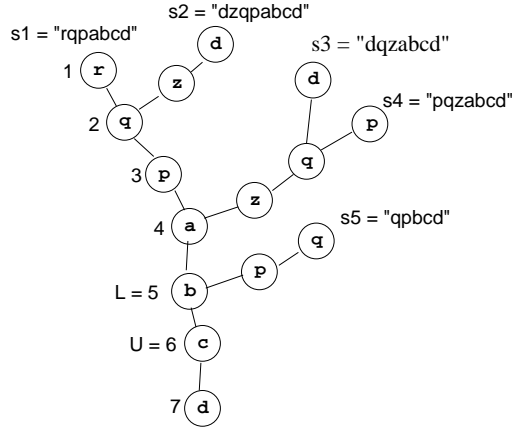 s2 = "dzqpabcd"
s1 = "rqpabcd"
d
s3 = "dqzabcd"
1 r
z
d
s4 = "pqzabcd"
2 q
p
3 p
q
z
4 a
s5 = "qpbcd"
q
L = 5 b
p
U = 6 c
7 d